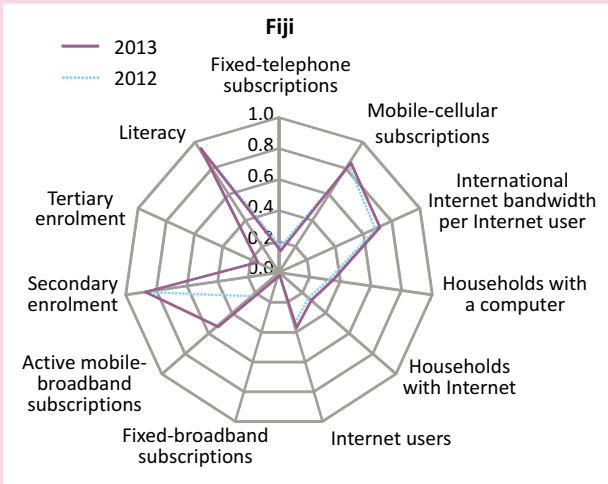 Fiji
2013
2012
Fixed-telephone
subscriptions
Mobile-cellular
subscriptions
International
Internet bandwidth
per Internet user
Households with
a computer
Households
with Internet
Internet users
Fixed-broadband
subscriptions
Active mobile-
broadband
subscriptions
Secondary
enrolment
Tertiary
enrolment
Literacy
1.0
0.8
0.6
0.4
0.2
0.0